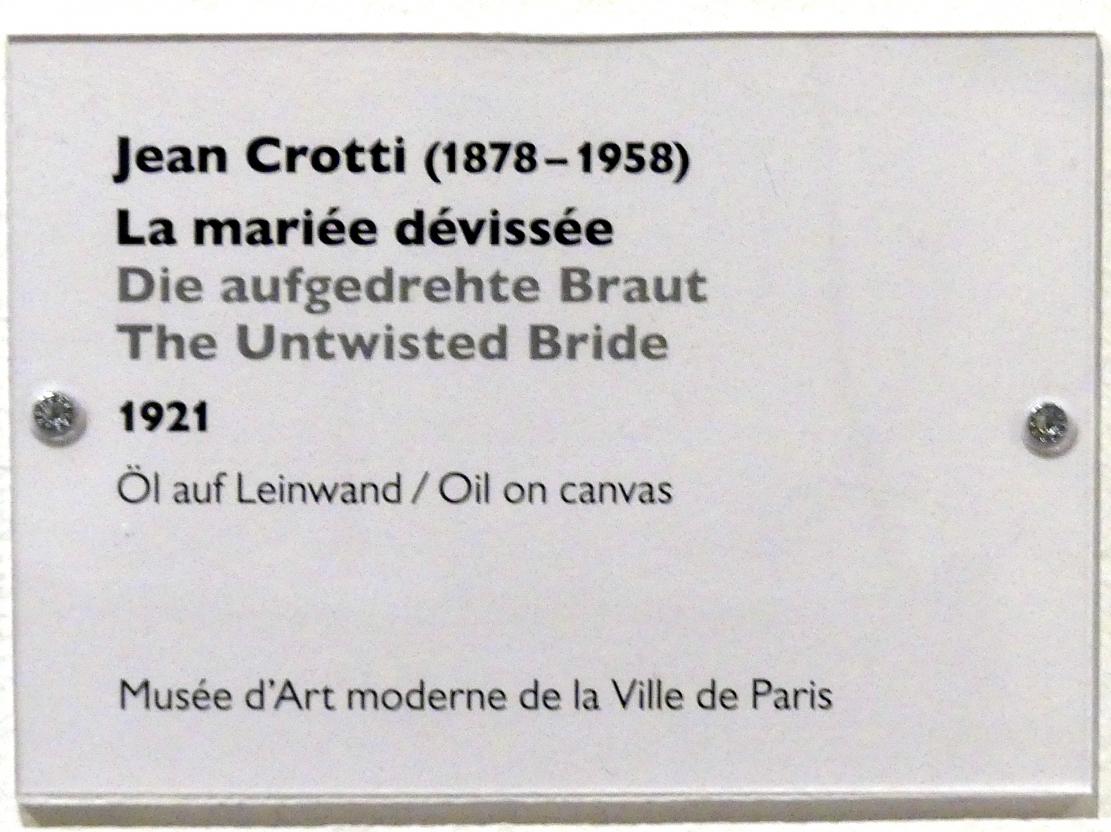 Jean Crotti (1878–1958)
La mariée dévissée
Die aufgedrehte Braut
The Untwisted Bride
1921
Öl auf Leinwand / Oil on canvas
Musée d'Art moderne de la Ville de Paris